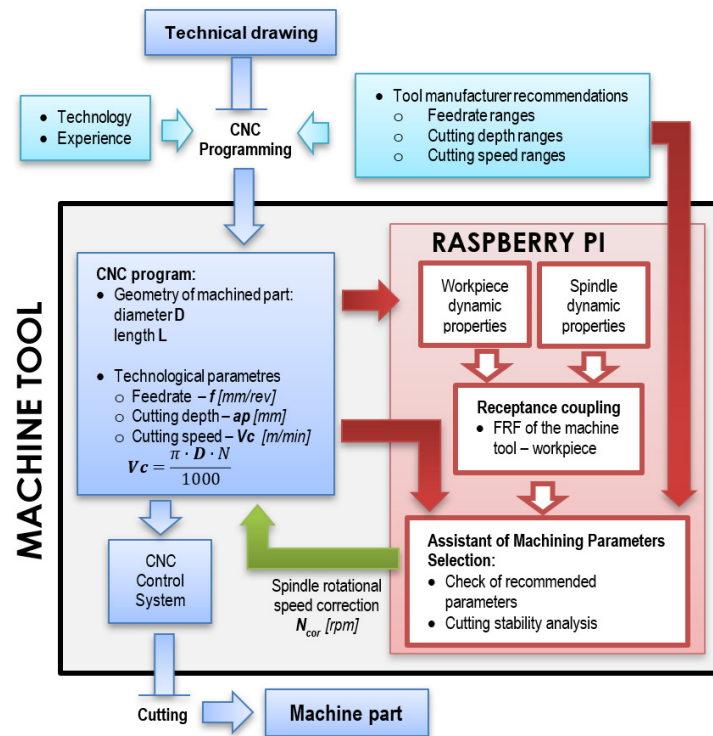 Technical drawing
• Technology
• Experience
CNC
Programming
• Tool manufacturer recommendations
o Feedrate ranges
o Cutting depth ranges
o Cutting speed ranges
MACHINE TOOL
CNC program:
• Geometry of machined part:
diameter D
length L
• Technological parametres
o Feedrate – f [mm/rev]
o Cutting depth – ap [mm]
o Cutting speed – Vc [m/min]
Vc = π · D · N / 1000
RASPBERRY PI
Workpiece
dynamic
properties
Spindle
dynamic
properties
Receptance coupling
• FRF of the machine
tool – workpiece
Assistant of Machining Parameters
Selection:
• Check of recommended
parameters
• Cutting stability analysis
Spindle rotational
speed correction
N_cor [rpm]
CNC
Control
System
Cutting
Machine part